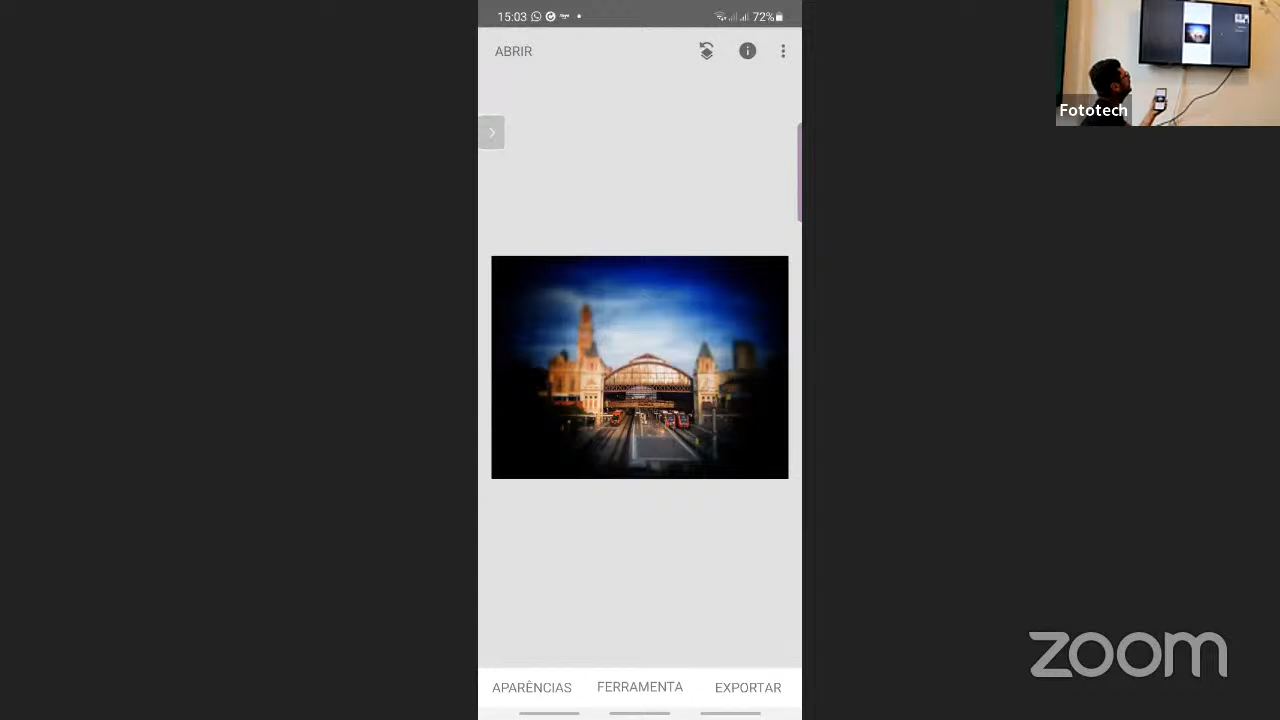 15:03
72%
ABRIR
Fototech
APARÊNCIAS
FERRAMENTA
EXPORTAR
zoom